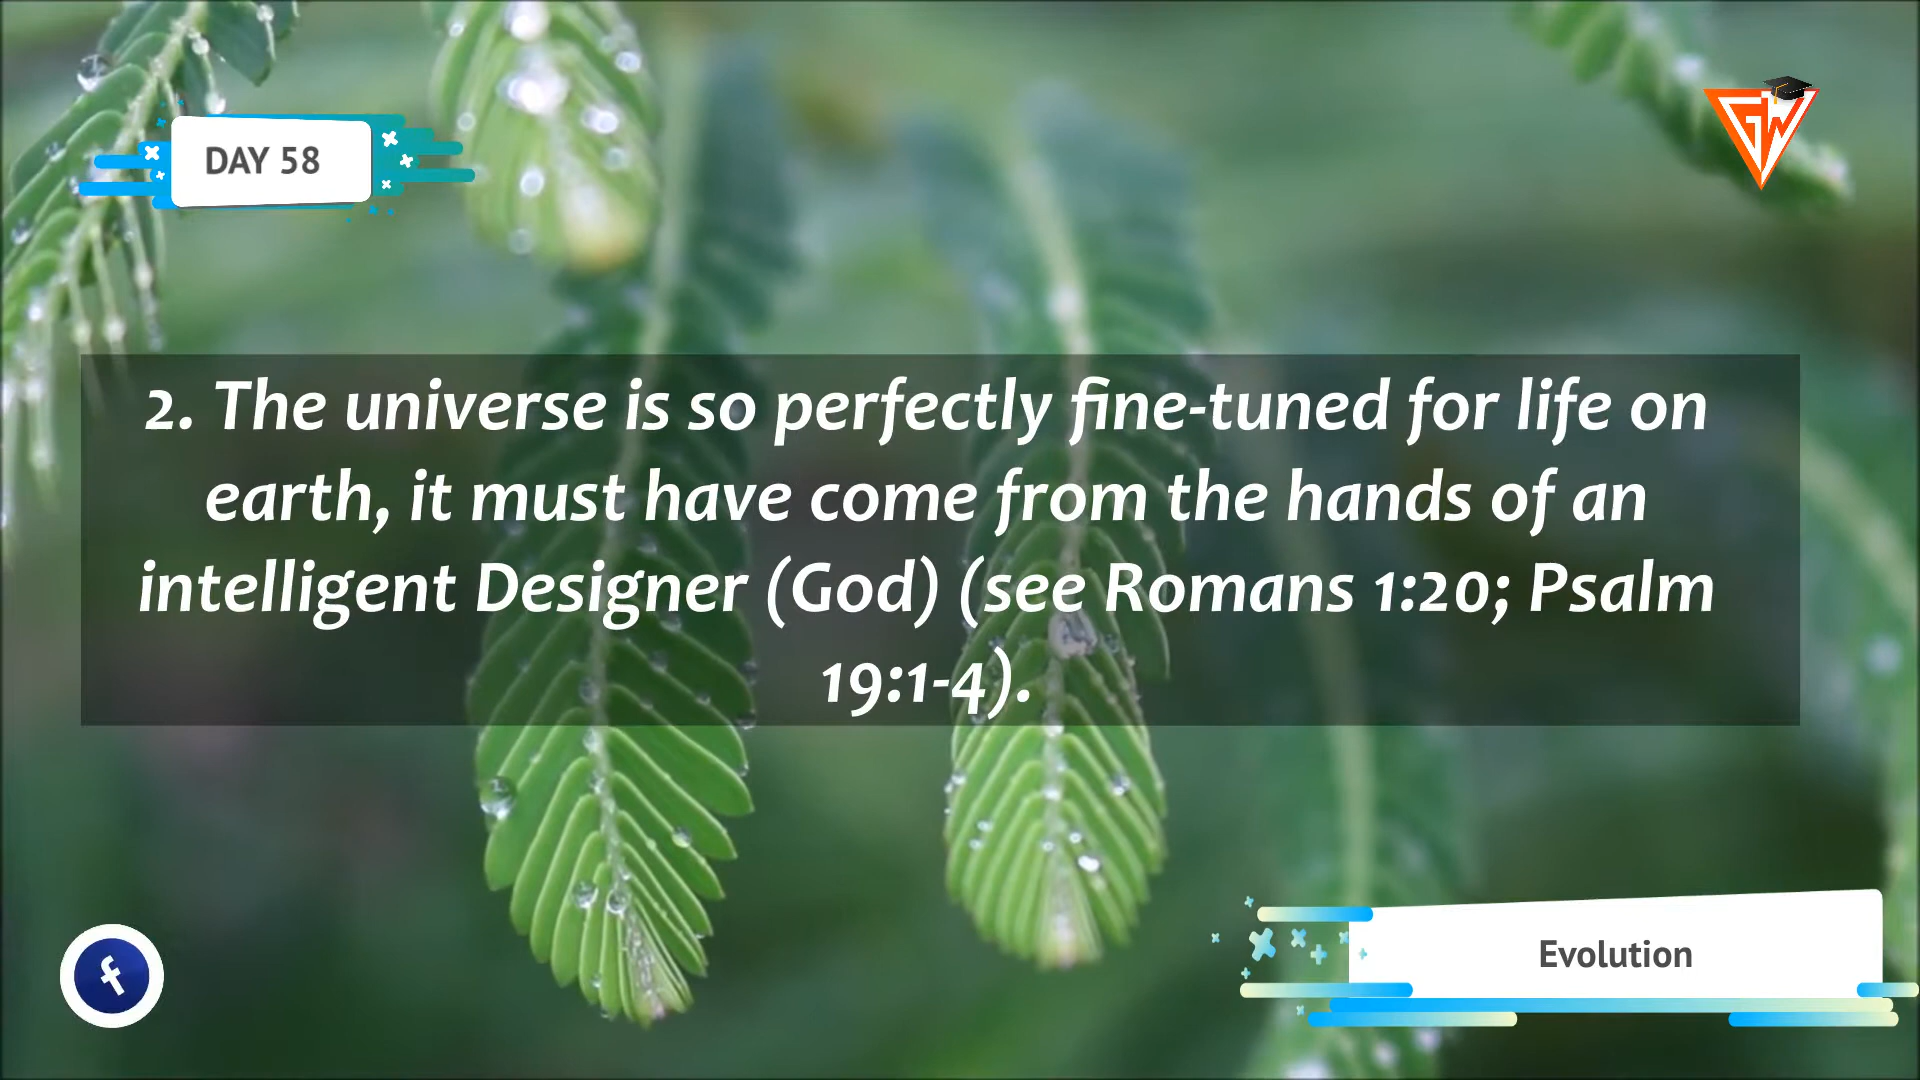 DAY 58
GW
2. The universe is so perfectly fine-tuned for life on
earth, it must have come from the hands of an
intelligent Designer (God) (see Romans 1:20; Psalm
19:1-4).
f
Evolution